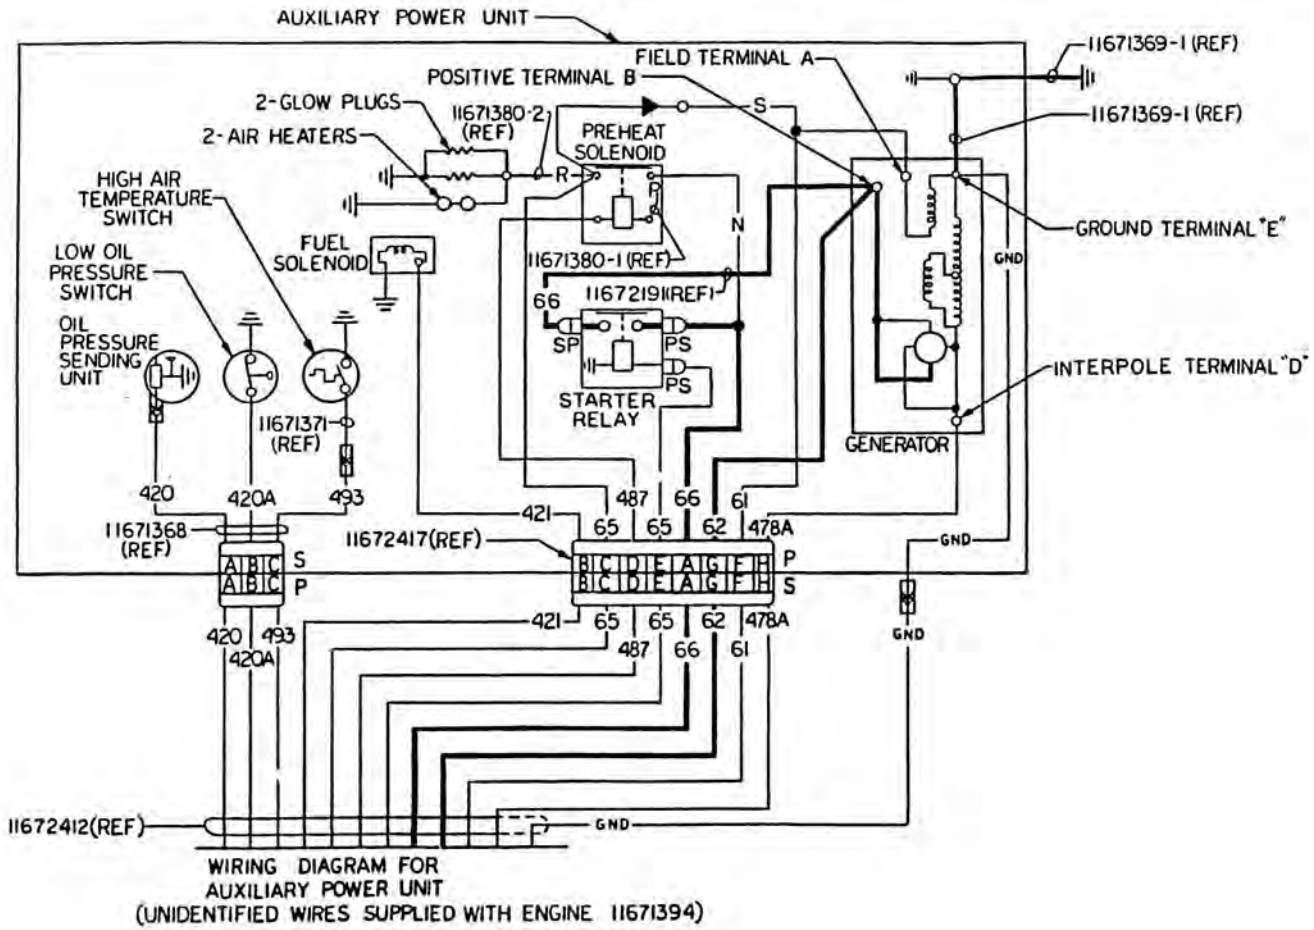 AUXILIARY POWER UNIT
11671369-1 (REF)
FIELD TERMINAL A
POSITIVE TERMINAL B
2-GLOW PLUGS
11671380-2
(REF)
S
11671369-1 (REF)
2-AIR HEATERS
PREHEAT
SOLENOID
HIGH AIR
TEMPERATURE
SWITCH
R
P
N
FUEL
SOLENOID
GROUND TERMINAL "E"
LOW OIL
PRESSURE
SWITCH
11671380-1 (REF)
GND
66
11672191(REF)
OIL
PRESSURE
SENDING
UNIT
SP
PS
PS
INTERPOLE TERMINAL "D"
STARTER
RELAY
11671371
(REF)
GENERATOR
420
420A
493
487
66
61
421
65
65
62
478A
11671368
(REF)
11672417(REF)
GND
A B C S
A B C P
B C D E A G F H P
B C D E A G F H S
420
493
420A
421
65
65
62
478A
487
66
61
GND
11672412(REF)
GND
WIRING DIAGRAM FOR
AUXILIARY POWER UNIT
(UNIDENTIFIED WIRES SUPPLIED WITH ENGINE 11671394)